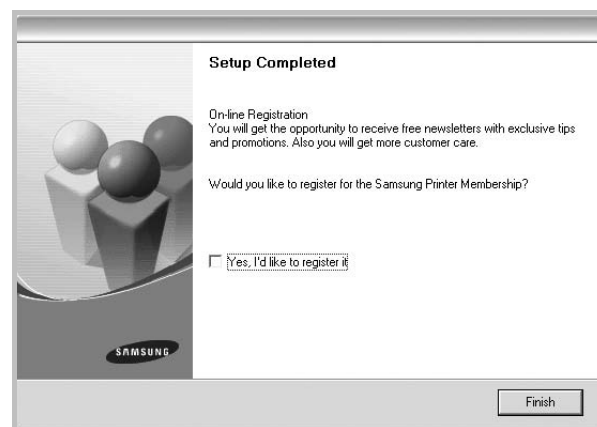 Setup Completed
On-line Registration
You will get the opportunity to receive free newsletters with exclusive tips
and promotions. Also you will get more customer care.
Would you like to register for the Samsung Printer Membership?
Yes, I'd like to register it
SAMSUNG
Finish